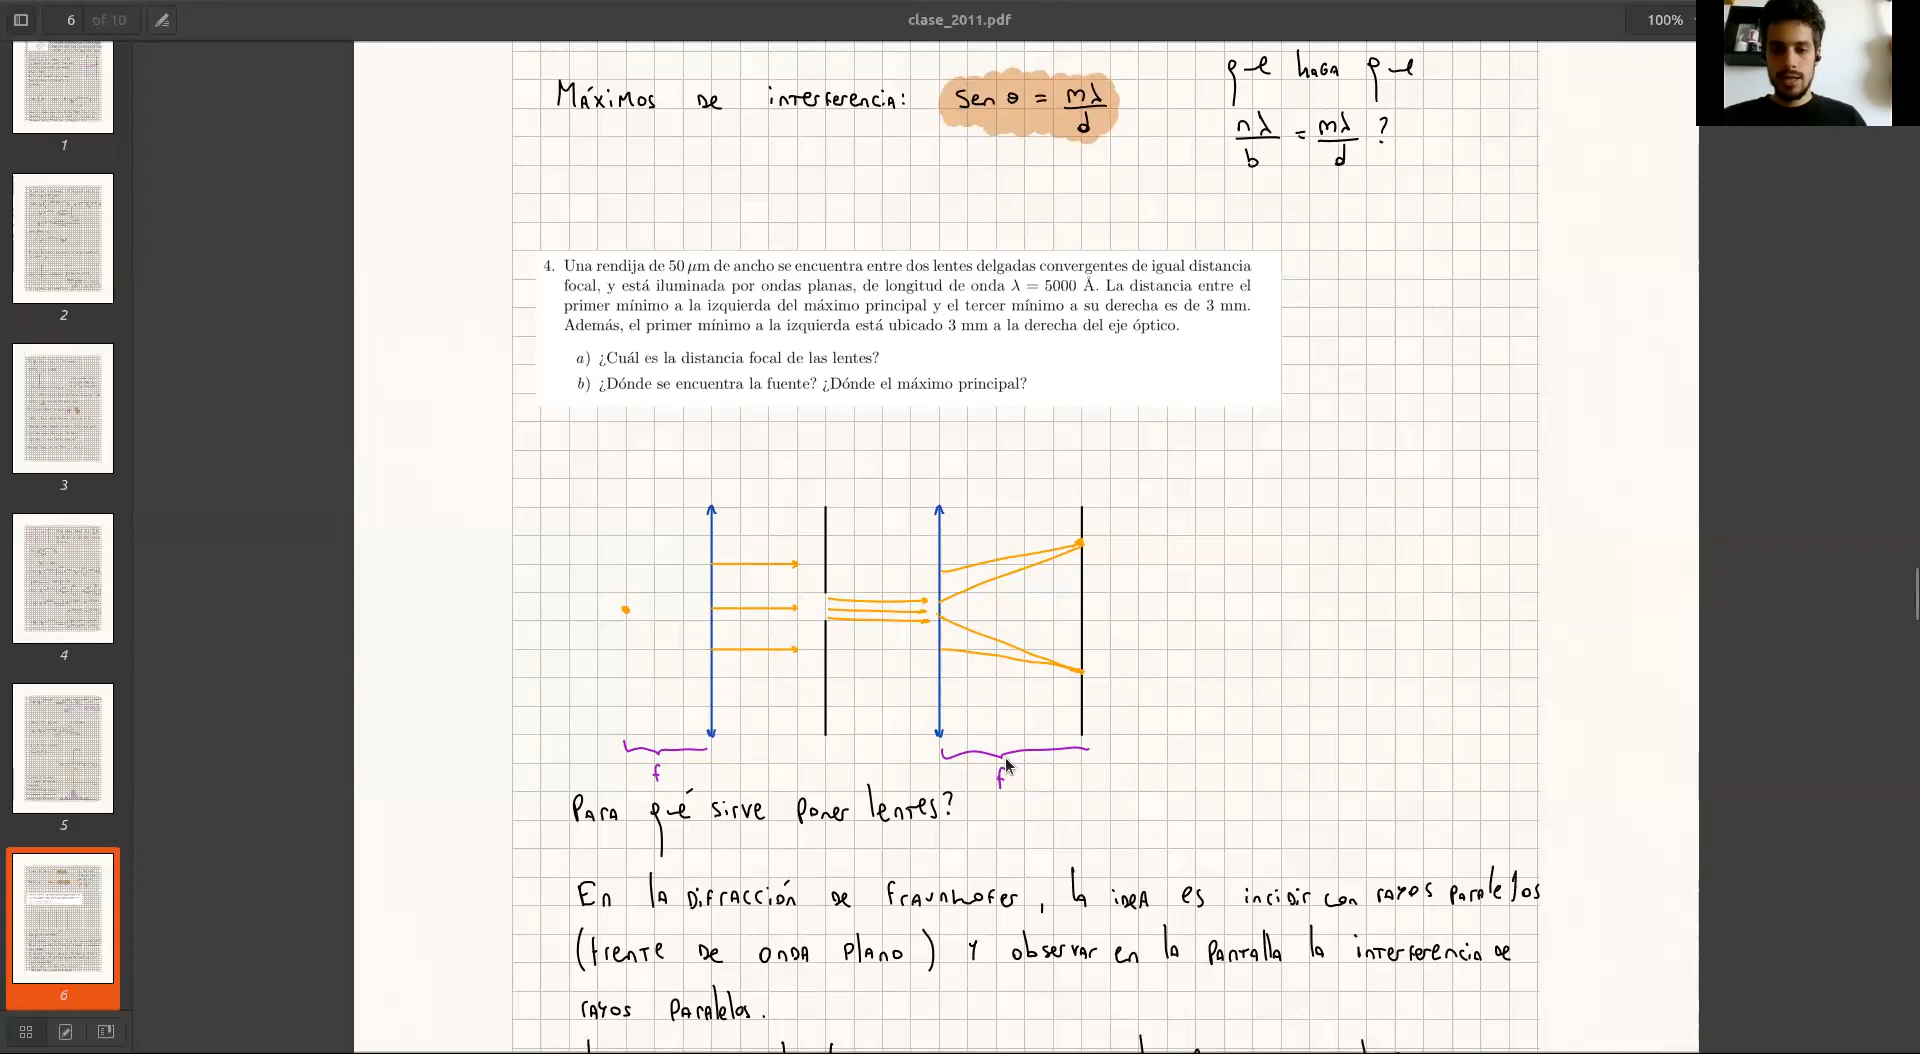 6 of 10
clase_2011.pdf
100%
1
2
3
4
5
6
que haga que
Máximos de interferencia: Sen θ = mλ/d
nλ/b = mλ/d ?
4. Una rendija de 50 μm de ancho se encuentra entre dos lentes delgadas convergentes de igual distancia
focal, y está iluminada por ondas planas, de longitud de onda λ = 5000 Å. La distancia entre el
primer mínimo a la izquierda del máximo principal y el tercer mínimo a su derecha es de 3 mm.
Además, el primer mínimo a la izquierda está ubicado 3 mm a la derecha del eje óptico.
a) ¿Cuál es la distancia focal de las lentes?
b) ¿Dónde se encuentra la fuente? ¿Dónde el máximo principal?
f
f
Para qué sirve poner lentes?
En la difracción de Fraunhofer, la idea es incidir con rayos paralelos
(frente de onda plano) y observar en la pantalla la interferencia de
rayos paralelos.